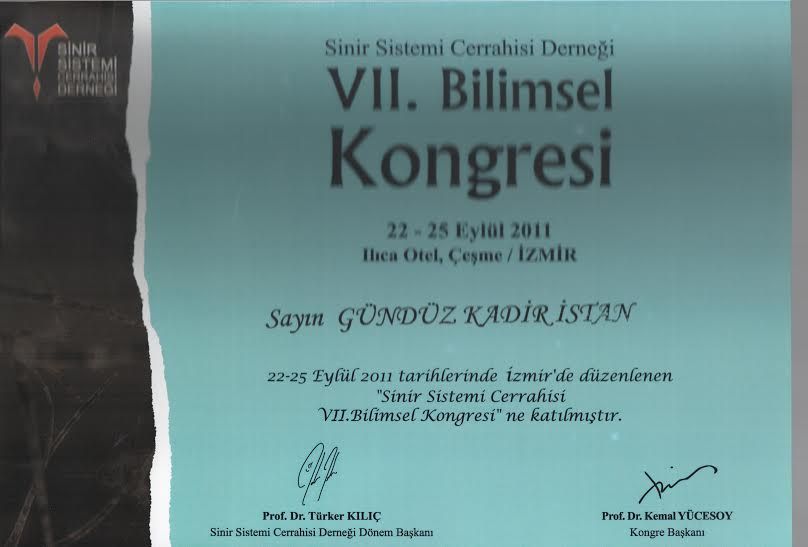 SİNİR
SİSTEMİ
CERRAHİSİ
DERNEĞİ
Sinir Sistemi Cerrahisi Derneği
VII. Bilimsel
Kongresi
22 - 25 Eylül 2011
Ilıca Otel, Çeşme / İZMİR
Sayın GÜNDÜZ KADİR İSTAN
22-25 Eylül 2011 tarihlerinde İzmir'de düzenlenen
"Sinir Sistemi Cerrahisi
VII.Bilimsel Kongresi" ne katılmıştır.
Prof. Dr. Türker KILIÇ
Prof. Dr. Kemal YÜCESOY
Sinir Sistemi Cerrahisi Derneği Dönem Başkanı
Kongre Başkanı